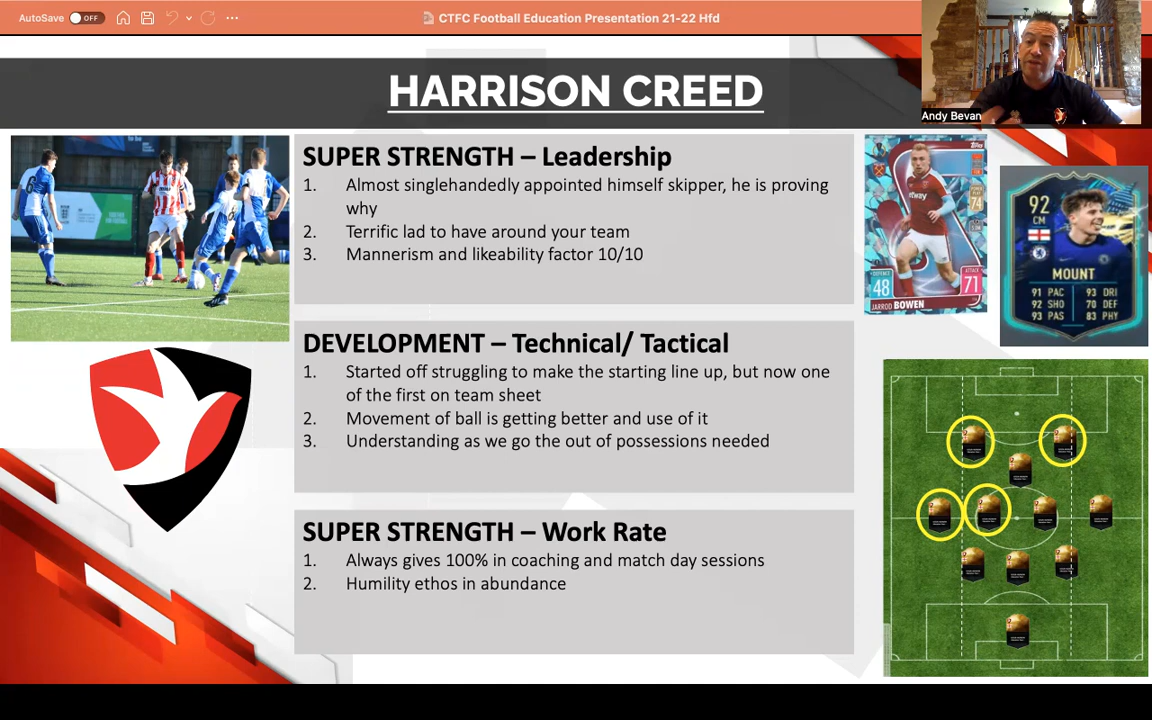 AutoSave OFF
CTFC Football Education Presentation 21-22 Hfd
HARRISON CREED
Andy Bevan
SUPER STRENGTH – Leadership
1. Almost singlehandedly appointed himself skipper, he is proving
why
2. Terrific lad to have around your team
3. Mannerism and likeability factor 10/10
DEVELOPMENT – Technical/ Tactical
1. Started off struggling to make the starting line up, but now one
of the first on team sheet
2. Movement of ball is getting better and use of it
3. Understanding as we go the out of possessions needed
SUPER STRENGTH – Work Rate
1. Always gives 100% in coaching and match day sessions
2. Humility ethos in abundance
Topps
74
betway
DEFENCE
48
ATTACK
71
JARROD BOWEN
92
CM
MOUNT
91 PAC 93 DRI
92 SHO 70 DEF
93 PAS 83 PHY